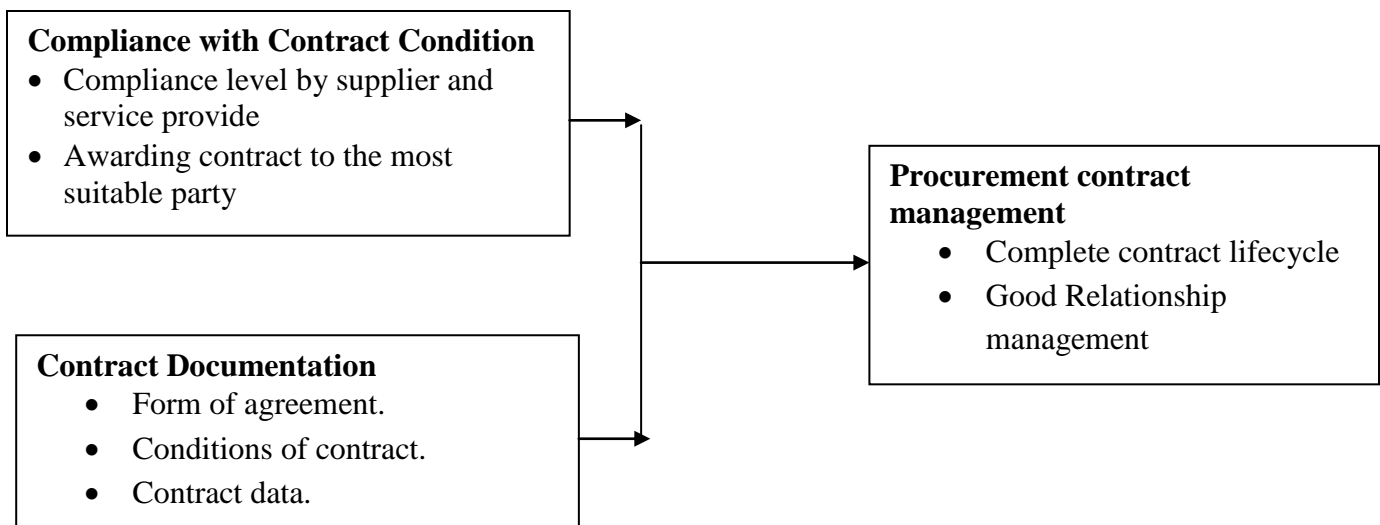 Compliance with Contract Condition
• Compliance level by supplier and
service provide
• Awarding contract to the most
suitable party
Procurement contract
management
• Complete contract lifecycle
• Good Relationship
management
Contract Documentation
• Form of agreement.
• Conditions of contract.
• Contract data.